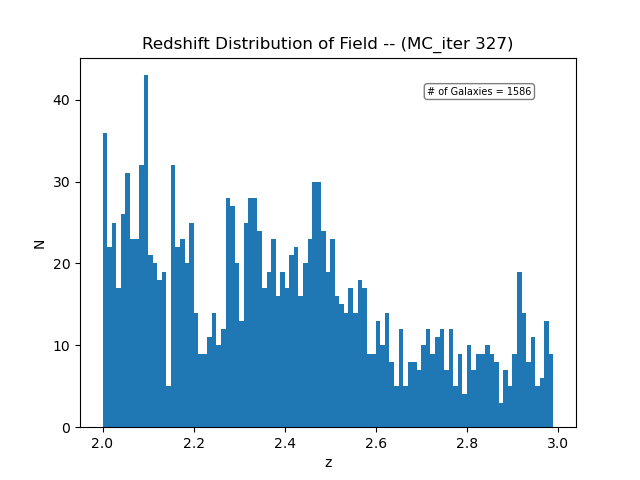 Redshift Distribution of Field -- (MC_iter 327)
# of Galaxies = 1586
40
30
20
10
0
N
2.0 2.2 2.4 2.6 2.8 3.0
z